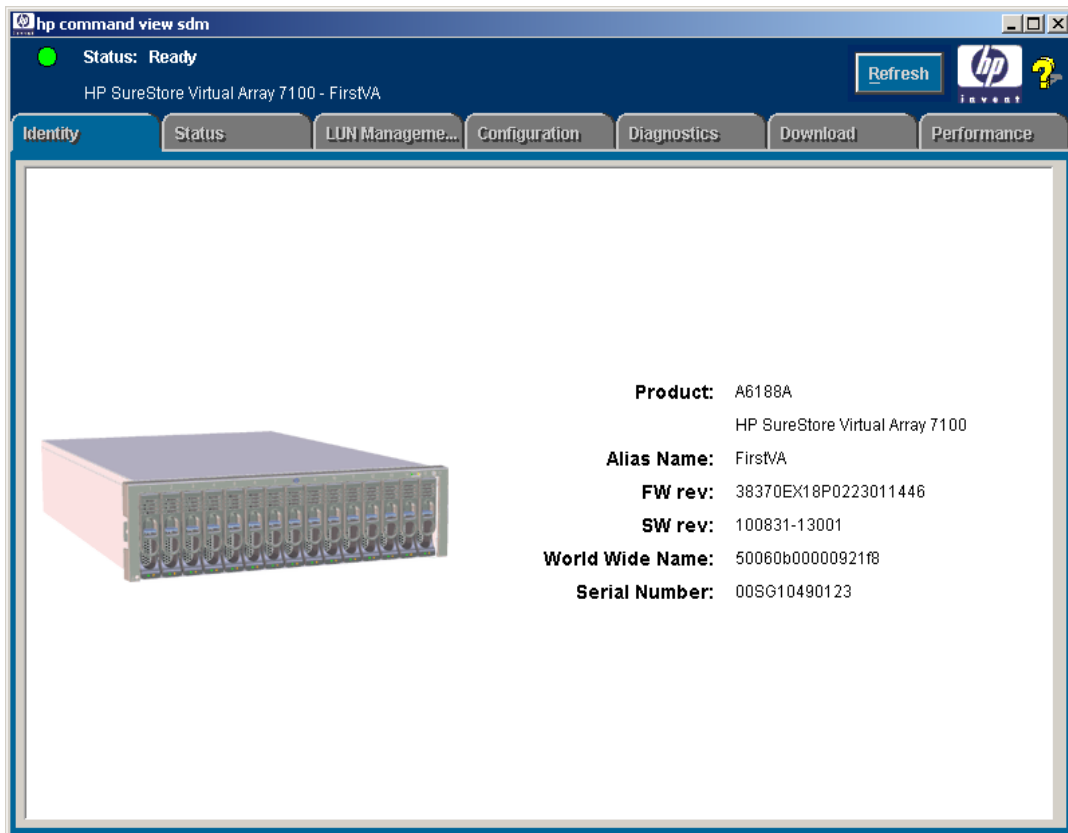 hp command view sdm
Status: Ready
HP SureStore Virtual Array 7100 - FirstVA
Refresh
hp
invent
Identity
Status
LUN Manageme...
Configuration
Diagnostics
Download
Performance
Product: A6188A
HP SureStore Virtual Array 7100
Alias Name: FirstVA
FW rev: 38370EX18P0223011446
SW rev: 100831-13001
World Wide Name: 50060b00000921f8
Serial Number: 00SG10490123